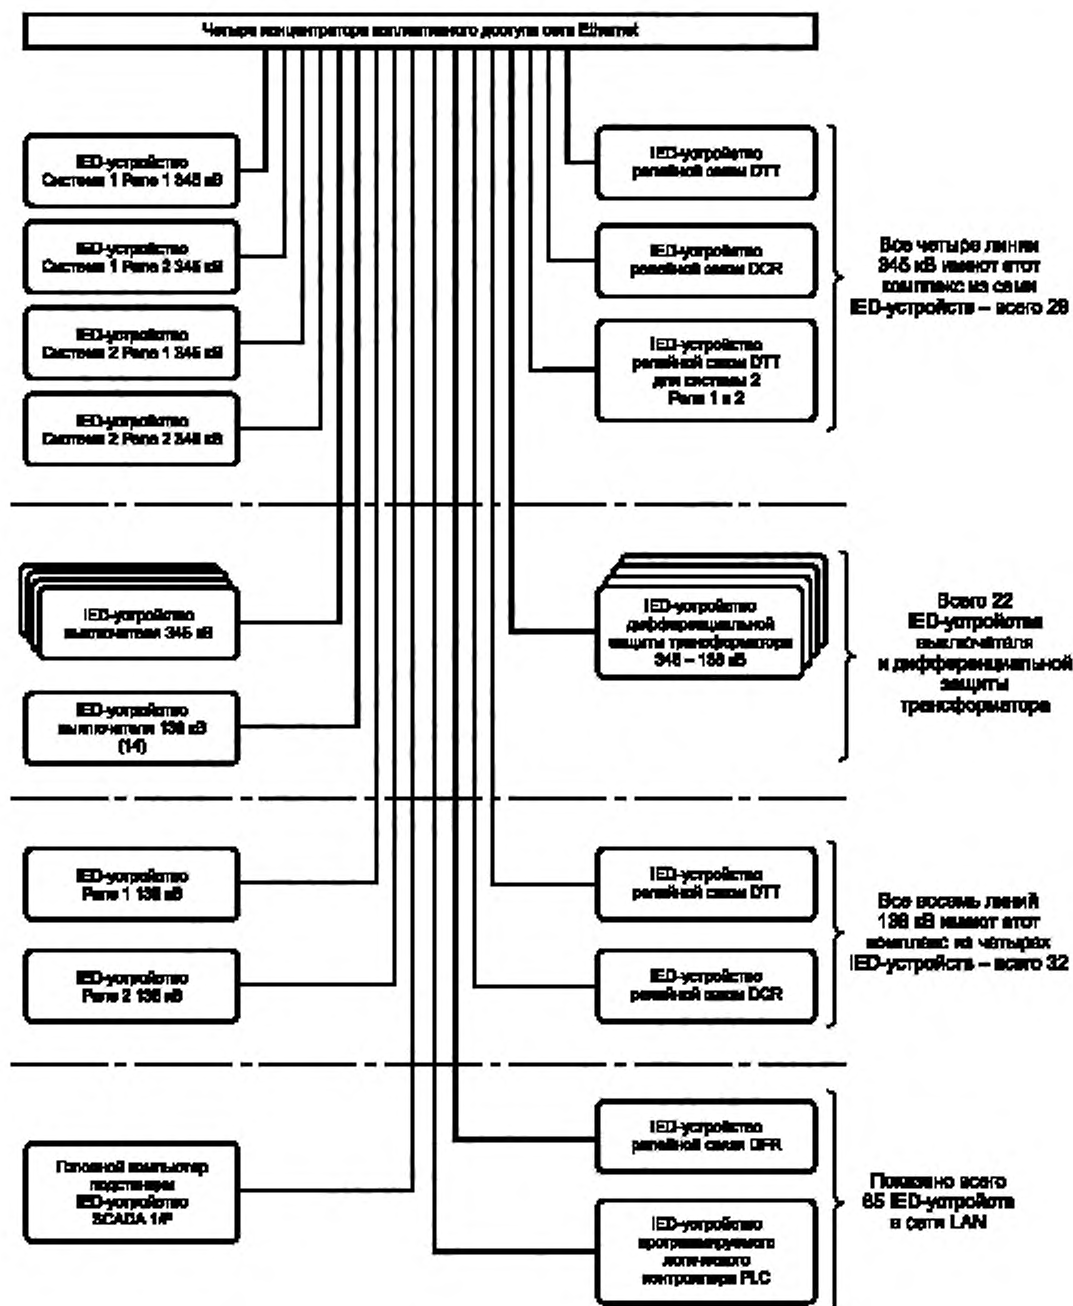 Четыре концентратора коллективного доступа сети Ethernet
IED-устройство
Система 1 Реле 1 345 кВ
IED-устройство
Система 1 Реле 2 345 кВ
IED-устройство
Система 2 Реле 1 345 кВ
IED-устройство
Система 2 Реле 2 345 кВ
IED-устройство
релейной связи DTT
IED-устройство
релейной связи DCR
IED-устройство
релейной связи DTT
для системы 2
Реле 1 и 2
Все четыре линии
345 кВ имеют этот
комплекс из семи
IED-устройств – всего 28
IED-устройство
выключателя 345 кВ
IED-устройство
выключателя 138 кВ
(14)
IED-устройство
дифференциальной
защиты трансформатора
345 – 138 кВ
Всего 22
IED-устройства
выключателя
и дифференциальной
защиты
трансформатора
IED-устройство
Реле 1 138 кВ
IED-устройство
Реле 2 138 кВ
IED-устройство
релейной связи DTT
IED-устройство
релейной связи DCR
Все восемь линий
138 кВ имеют этот
комплекс из четырех
IED-устройств – всего 32
Головной компьютер
подстанции
IED-устройство
SCADA
IED-устройство
релейной связи DFR
IED-устройство
программируемого
логического
контроллера PLC
Показано всего
85 IED-устройств
в сети LAN